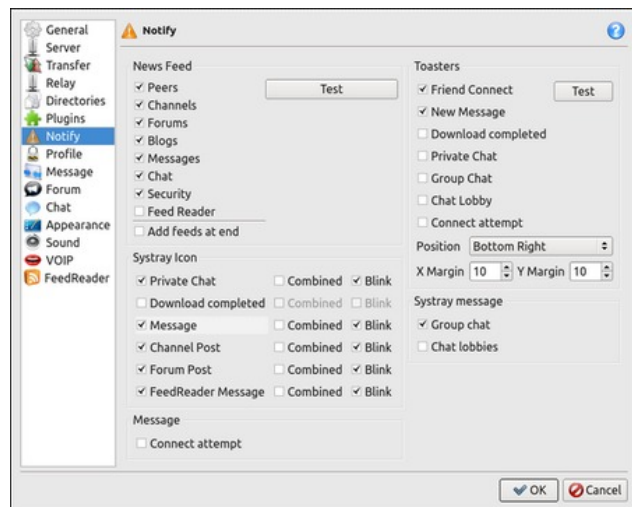 General
Server
Transfer
Relay
Directories
Plugins
Notify
Profile
Message
Forum
Chat
Appearance
Sound
VOIP
FeedReader
Notify
News Feed
Peers
Test
Channels
Forums
Blogs
Messages
Chat
Security
Feed Reader
Add feeds at end
Systray Icon
Private Chat Combined Blink
Download completed Combined Blink
Message Combined Blink
Channel Post Combined Blink
Forum Post Combined Blink
FeedReader Message Combined Blink
Message
Connect attempt
Toasters
Friend Connect Test
New Message
Download completed
Private Chat
Group Chat
Chat Lobby
Connect attempt
Position Bottom Right
X Margin 10 Y Margin 10
Systray message
Group chat
Chat lobbies
OK Cancel